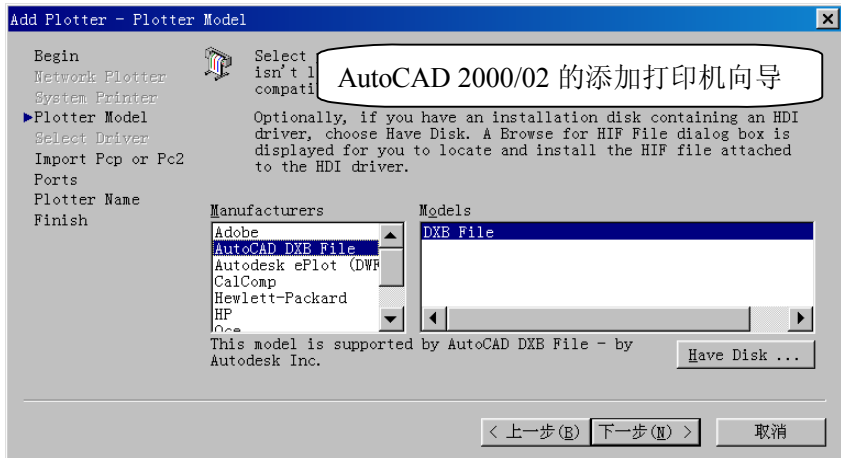 Add Plotter - Plotter Model
Begin
Network Plotter
System Printer
Plotter Model
Select Driver
Import Pcp or Pc2
Ports
Plotter Name
Finish
Select
isn't l
compati
AutoCAD 2000/02 的添加打印机向导
Optionally, if you have an installation disk containing an HDI
driver, choose Have Disk. A Browse for HIF File dialog box is
displayed for you to locate and install the HIF file attached
to the HDI driver.
Manufacturers
Adobe
AutoCAD DXB File
Autodesk ePlot (DWF
CalComp
Hewlett-Packard
HP
Oce
Models
DXB File
This model is supported by AutoCAD DXB File - by
Autodesk Inc.
Have Disk ...
< 上一步(B)
下一步(N) >
取消